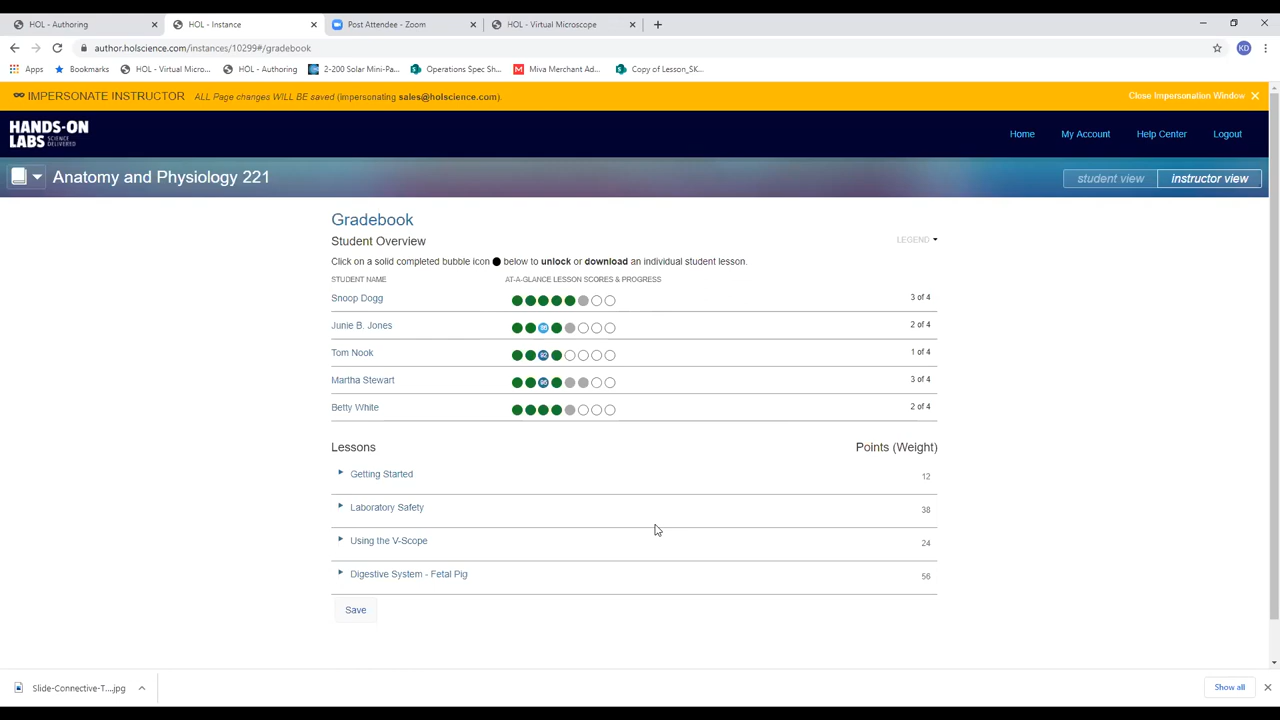 HOL - Authoring HOL - Instance Post Attendee - Zoom HOL - Virtual Microscope
author.holscience.com/instances/10299#/gradebook KD
Apps Bookmarks HOL - Virtual Micro... HOL - Authoring 2-200 Solar Mini-Pa... Operations Spec Sh... Miva Merchant Ad... Copy of Lesson_SK...
IMPERSONATE INSTRUCTOR ALL Page changes WILL BE saved (impersonating sales@holscience.com). Close Impersonation Window
HANDS-ON
LABS SCIENCE DELIVERED
Home My Account Help Center Logout
Anatomy and Physiology 221 student view instructor view
Gradebook
Student Overview LEGEND
Click on a solid completed bubble icon below to unlock or download an individual student lesson.
STUDENT NAME AT-A-GLANCE LESSON SCORES & PROGRESS
Snoop Dogg 3 of 4
Junie B. Jones 2 of 4
Tom Nook 92 1 of 4
Martha Stewart 3 of 4
Betty White 2 of 4
Lessons Points (Weight)
Getting Started 12
Laboratory Safety 38
Using the V-Scope 24
Digestive System - Fetal Pig 56
Save
Slide-Connective-T....jpg Show all